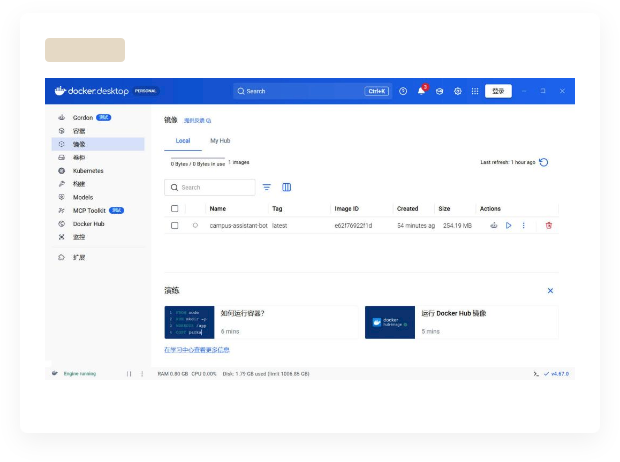 docker.desktop PERSONAL Search Ctrl+K 2 登录
Gordon 测试
容器
镜像
卷
Kubernetes
构建
Models
MCP Toolkit 测试
Docker Hub
监控
扩展
镜像 提供反馈
Local My Hub
0 Bytes / 0 Bytes in use 1 images Last refresh: 1 hour ago
Search
Name Tag Image ID Created Size Actions
campus-assistant-bot latest e62f76922f1d 54 minutes ag 254.19 MB
演练
如何运行容器?
6 mins
docker
运行 Docker Hub 镜像
5 mins
在学习中心查看更多信息
Engine running RAM 0.80 GB CPU 0.00% Disk: 1.79 GB used (limit 1006.85 GB) v4.67.0